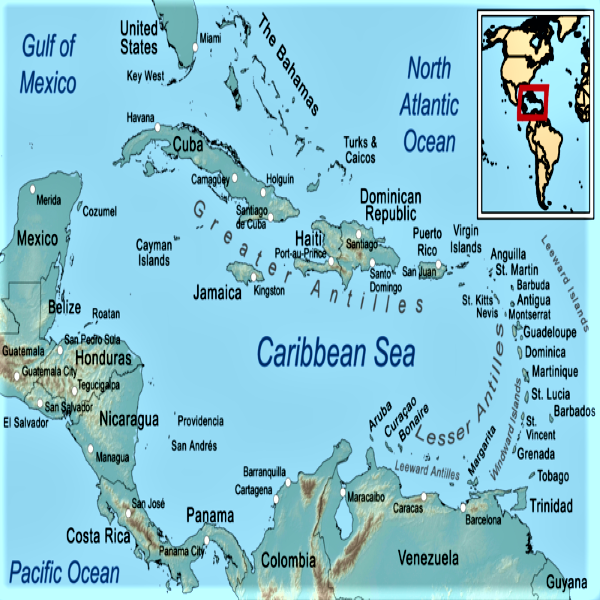 Gulf of
Mexico
United
States
Miami
Key West
The Bahamas
North
Atlantic
Ocean
Havana
Cuba
Camagüey
Holguin
Santiago
de Cuba
Turks &
Caicos
Merida
Cozumel
Mexico
Cayman
Islands
Greater Antilles
Jamaica
Kingston
Haiti
Port-au-Prince
Dominican
Republic
Santiago
Santo
Domingo
Puerto
Rico
San Juan
Virgin
Islands
Anguilla
St. Martin
Barbuda
Antigua
St. Kitts
Nevis
Montserrat
Leeward Islands
Guadeloupe
Dominica
Martinique
St. Lucia
Barbados
St.
Vincent
Grenada
Windward Islands
Lesser Antilles
Belize
Roatan
San Pedro Sula
Guatemala
Honduras
Guatemala City
Tegucigalpa
San Salvador
El Salvador
Nicaragua
Managua
Caribbean Sea
Providencia
San Andrés
Aruba
Curaçao
Bonaire
Leeward Antilles
Margarita
Tobago
Trinidad
Barranquilla
Cartagena
Maracaibo
Caracas
Barcelona
San José
Costa Rica
Panama
Panama City
Colombia
Venezuela
Guyana
Pacific Ocean